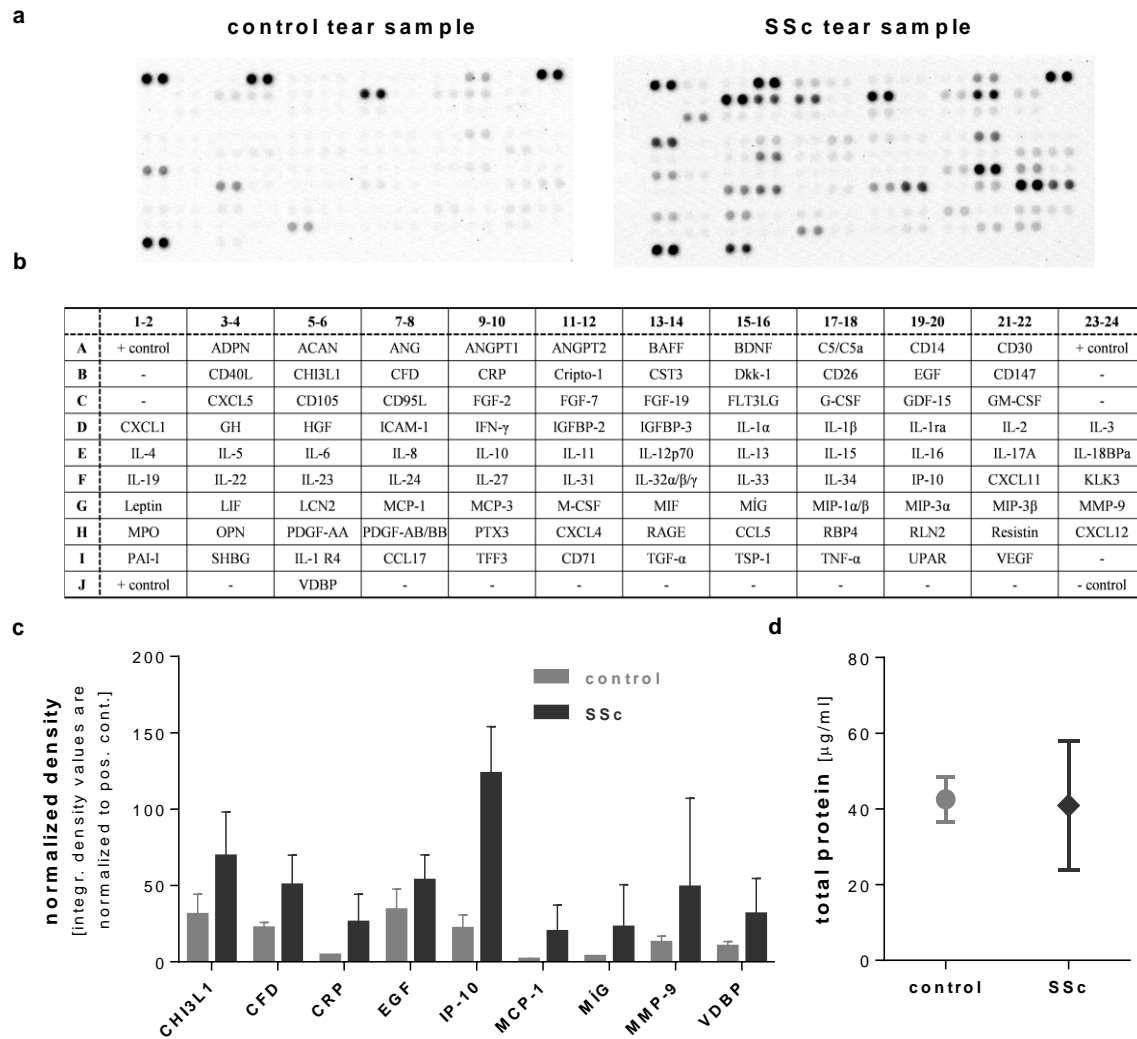 a
control tear sample
SSc tear sample
b
1-2 3-4 5-6 7-8 9-10 11-12 13-14 15-16 17-18 19-20 21-22 23-24
A + control ADPN ACAN ANG ANGPT1 ANGPT2 BAFF BDNF C5/C5a CD14 CD30 + control
B - CD40L CHI3L1 CFD CRP Cripto-1 CST3 Dkk-1 CD26 EGF CD147 -
C - CXCL5 CD105 CD95L FGF-2 FGF-7 FGF-19 FLT3LG G-CSF GDF-15 GM-CSF -
D CXCL1 GH HGF ICAM-1 IFN-γ IGFBP-2 IGFBP-3 IL-1α IL-1β IL-1ra IL-2 IL-3
E IL-4 IL-5 IL-6 IL-8 IL-10 IL-11 IL-12p70 IL-13 IL-15 IL-16 IL-17A IL-18BPa
F IL-19 IL-22 IL-23 IL-24 IL-27 IL-31 IL-32α/β/γ IL-33 IL-34 IP-10 CXCL11 KLK3
G Leptin LIF LCN2 MCP-1 MCP-3 M-CSF MIF MİG MIP-1α/β MIP-3α MIP-3β MMP-9
H MPO OPN PDGF-AA PDGF-AB/BB PTX3 CXCL4 RAGE CCL5 RBP4 RLN2 Resistin CXCL12
I PAI-I SHBG IL-1 R4 CCL17 TFF3 CD71 TGF-α TSP-1 TNF-α UPAR VEGF
J + control - VDBP - - - - - - - - - control
c
normalized density
[integr. density values are
normalized to pos. cont.]
200
150
100
50
0
control
SSc
CHI3L1 CFD CRP EGF IP-10 MCP-1 MİG MMP-9 VDBP
d
total protein [µg/ml]
80
60
40
20
0
control SSc